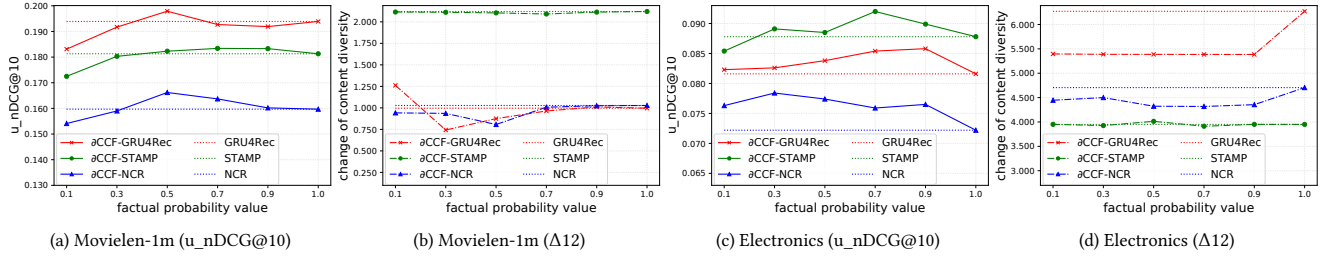 u_nDCG@10
0.200
0.190
0.180
0.170
0.160
0.150
0.140
0.130
∂CCF-GRU4Rec GRU4Rec
∂CCF-STAMP STAMP
∂CCF-NCR NCR
0.1 0.3 0.5 0.7 0.9 1.0
factual probability value
(a) Movielen-1m (u_nDCG@10)
change of content diversity
2.000
1.750
1.500
1.250
1.000
0.750
0.500
∂CCF-GRU4Rec GRU4Rec
∂CCF-STAMP STAMP
∂CCF-NCR NCR
0.1 0.3 0.5 0.7 0.9 1.0
factual probability value
(b) Movielen-1m (Δ12)
u_nDCG@10
0.090
0.085
0.080
0.075
0.070
0.065
∂CCF-GRU4Rec GRU4Rec
∂CCF-STAMP STAMP
∂CCF-NCR NCR
0.1 0.3 0.5 0.7 0.9 1.0
factual probability value
(c) Electronics (u_nDCG@10)
change of content diversity
6.000
5.500
5.000
4.500
4.000
3.500
3.000
∂CCF-GRU4Rec GRU4Rec
∂CCF-STAMP STAMP
∂CCF-NCR NCR
0.1 0.3 0.5 0.7 0.9 1.0
factual probability value
(d) Electronics (Δ12)